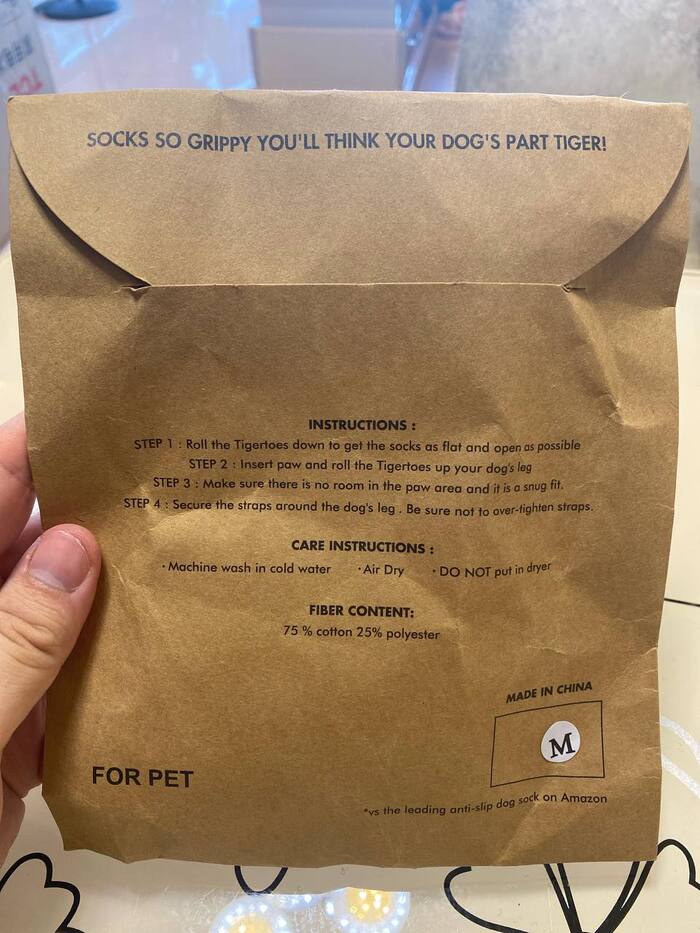 SOCKS SO GRIPPY YOU'LL THINK YOUR DOG'S PART TIGER!
INSTRUCTIONS :
STEP 1 : Roll the Tigertoes down to get the socks as flat and open as possible
STEP 2 : Insert paw and roll the Tigertoes up your dog's leg
STEP 3 : Make sure there is no room in the paw area and it is a snug fit.
STEP 4 : Secure the straps around the dog's leg . Be sure not to over-tighten straps.
CARE INSTRUCTIONS :
· Machine wash in cold water · Air Dry · DO NOT put in dryer
FIBER CONTENT:
75 % cotton 25% polyester
MADE IN CHINA
M
FOR PET
*vs the leading anti-slip dog sock on Amazon